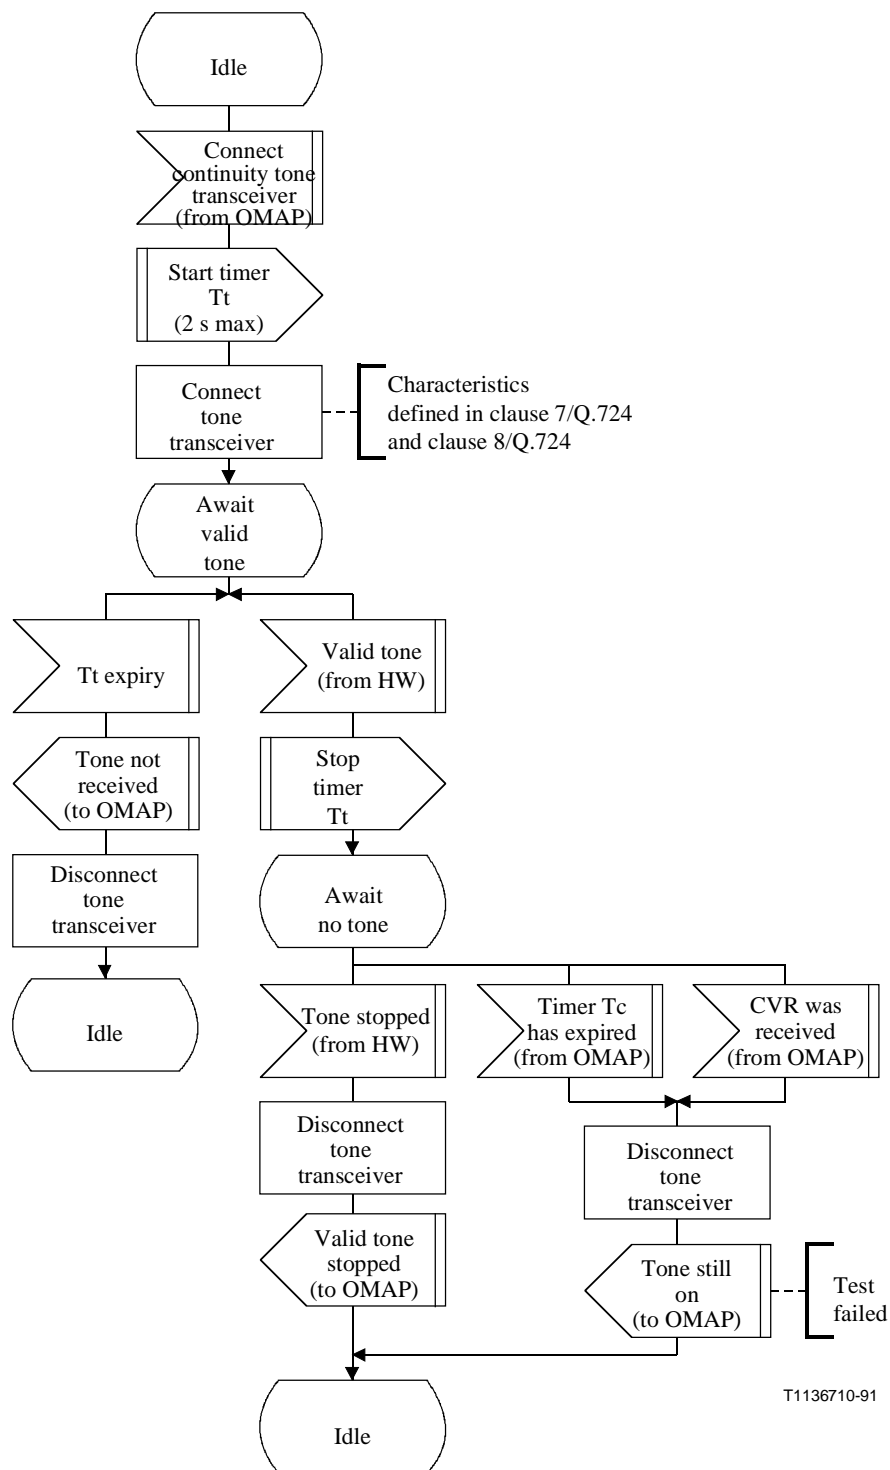 Idle
Connect
continuity tone
transceiver
(from OMAP)
Start timer
Tt
(2 s max)
Connect
tone
transceiver
Characteristics
defined in clause 7/Q.724
and clause 8/Q.724
Await
valid
tone
Tt expiry
Valid tone
(from HW)
Tone not
received
(to OMAP)
Stop
timer
Tt
Disconnect
tone
transceiver
Await
no tone
Idle
Tone stopped
(from HW)
Timer Tc
has expired
(from OMAP)
CVR was
received
(from OMAP)
Disconnect
tone
transceiver
Disconnect
tone
transceiver
Valid tone
stopped
(to OMAP)
Tone still
on
(to OMAP)
Test
failed
Idle
T1136710-91